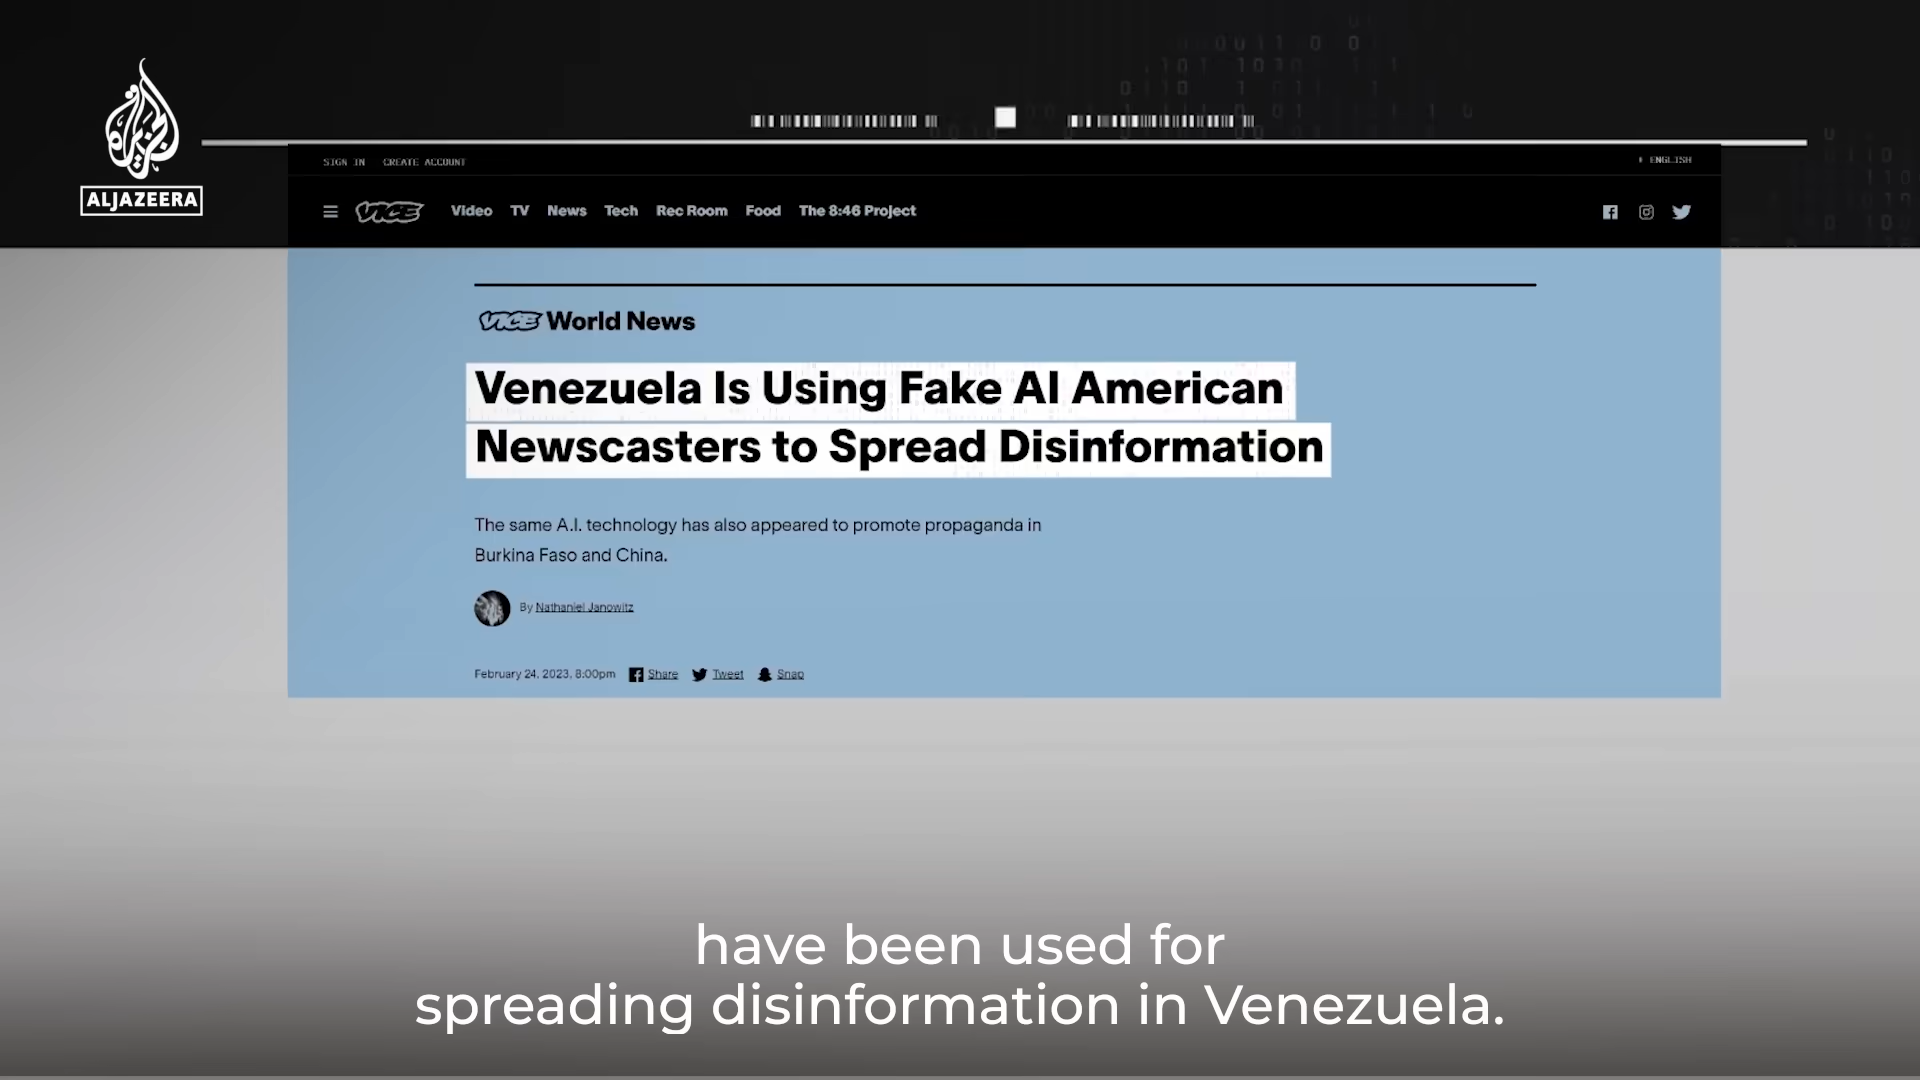 ALJAZEERA
SIGN IN CREATE ACCOUNT
ENGLISH
VICE Video TV News Tech Rec Room Food The 8:46 Project
VICE World News
Venezuela Is Using Fake AI American
Newscasters to Spread Disinformation
The same A.I. technology has also appeared to promote propaganda in
Burkina Faso and China.
By Nathaniel Janowitz
February 24, 2023, 8:00pm Share Tweet Snap
have been used for
spreading disinformation in Venezuela.